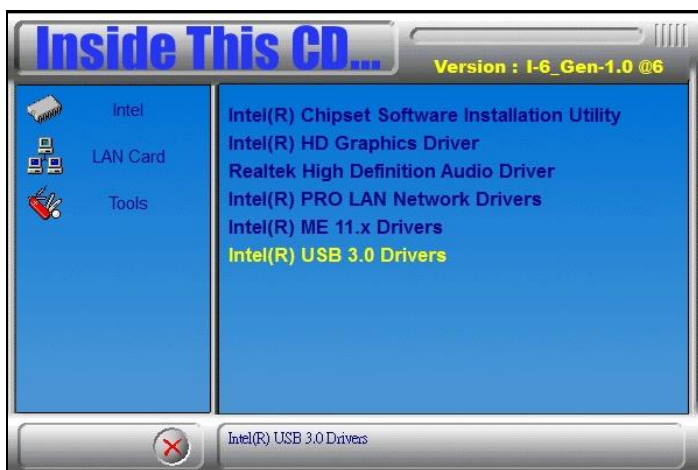 Inside This CD...
Version : I-6_Gen-1.0 @6
Intel
LAN Card
Tools
Intel(R) Chipset Software Installation Utility
Intel(R) HD Graphics Driver
Realtek High Definition Audio Driver
Intel(R) PRO LAN Network Drivers
Intel(R) ME 11.x Drivers
Intel(R) USB 3.0 Drivers
Intel(R) USB 3.0 Drivers